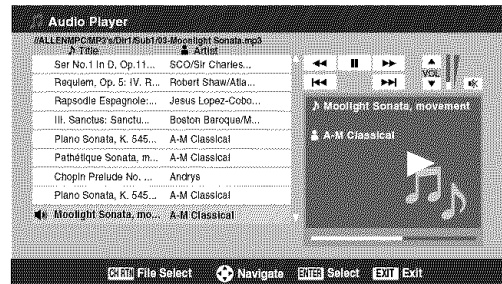 Audio Player
//ALLENMPC/MP3's/Dir1/Sub1/03-Moonlight Sonata.mp3
Title Artist
Ser No.1 in D, Op.11... SCO/Sir Charles...
Requiem, Op. 5: IV. R... Robert Shaw/Atla...
Rapsodie Espagnole:... Jesus Lopez-Cobo...
III. Sanctus: Sanctu... Boston Baroque/M...
Piano Sonata, K. 545... A-M Classical
Pathétique Sonata, m... A-M Classical
Chopin Prelude No. ... Andrys
Piano Sonata, K. 545... A-M Classical
Moolight Sonata, mo... A-M Classical
VOL
Moolight Sonata, movement
A-M Classical
CH RTN File Select Navigate ENTER Select EXIT Exit